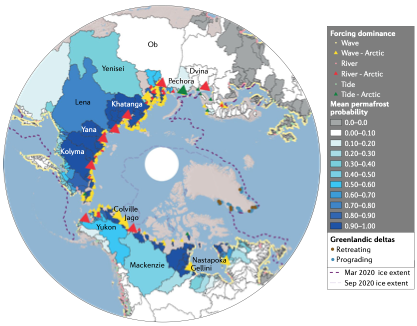 Ob
Yenisei
Dvina
Pechora
Lena
Khatanga
Yana
Kolyma
Colville
Jago
Yukon
Mackenzie
Nastapoka
Gellini
Forcing dominance
Wave
Wave - Arctic
River
River - Arctic
Tide
Tide - Arctic
Mean permafrost
probability
0.0–0.0
0.00–0.10
0.10–0.20
0.20–0.30
0.30–0.40
0.40–0.50
0.50–0.60
0.60–0.70
0.70–0.80
0.80–0.90
0.90–1.00
Greenlandic deltas
Retreating
Prograding
Mar 2020 ice extent
Sep 2020 ice extent